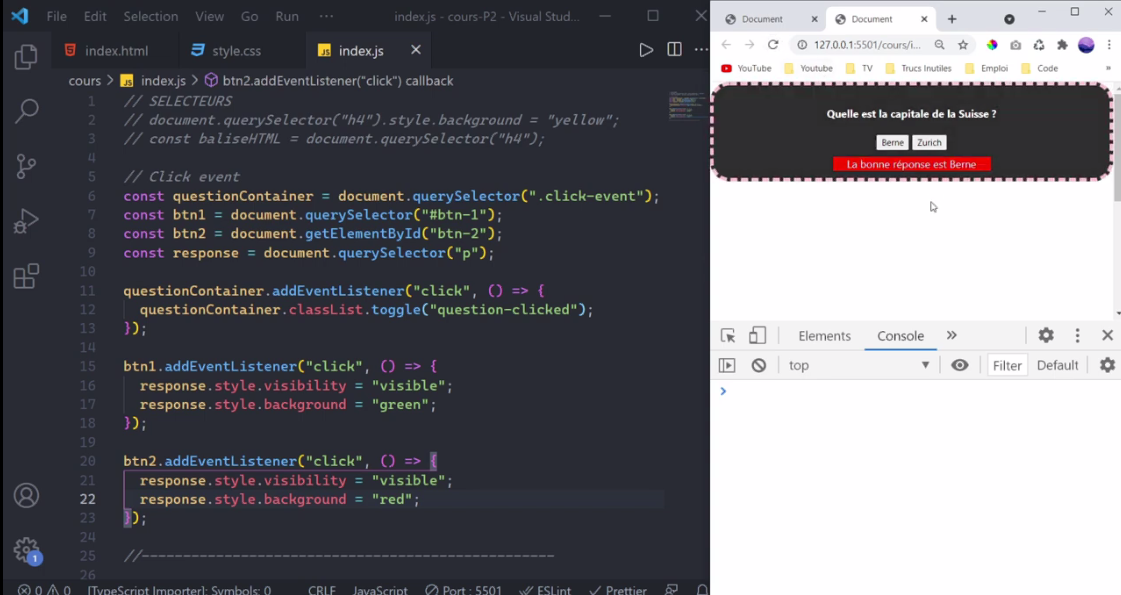 File Edit Selection View Go Run ··· index.js - cours-P2 - Visual Stud...
index.html style.css JS index.js
cours > JS index.js > btn2.addEventListener("click") callback
1 // SELECTEURS
2 // document.querySelector("h4").style.background = "yellow";
3 // const baliseHTML = document.querySelector("h4");
4
5 // Click event
6 const questionContainer = document.querySelector(".click-event");
7 const btn1 = document.querySelector("#btn-1");
8 const btn2 = document.getElementById("btn-2");
9 const response = document.querySelector("p");
10
11 questionContainer.addEventListener("click", () => {
12 questionContainer.classList.toggle("question-clicked");
13 });
14
15 btn1.addEventListener("click", () => {
16 response.style.visibility = "visible";
17 response.style.background = "green";
18 });
19
20 btn2.addEventListener("click", () => {
21 response.style.visibility = "visible";
22 response.style.background = "red";
23 });
24
25 //--------------------------------------------------
26
1
0 0 [TypeScript Importer]: Symbols: 0 CRLF JavaScript Port : 5501 ESLint Prettier
Document Document
127.0.0.1:5501/cours/i...
YouTube Youtube TV Trucs Inutiles Emploi Code »
Quelle est la capitale de la Suisse ?
Berne Zurich
La bonne réponse est Berne
Elements Console »
top Filter Default
>